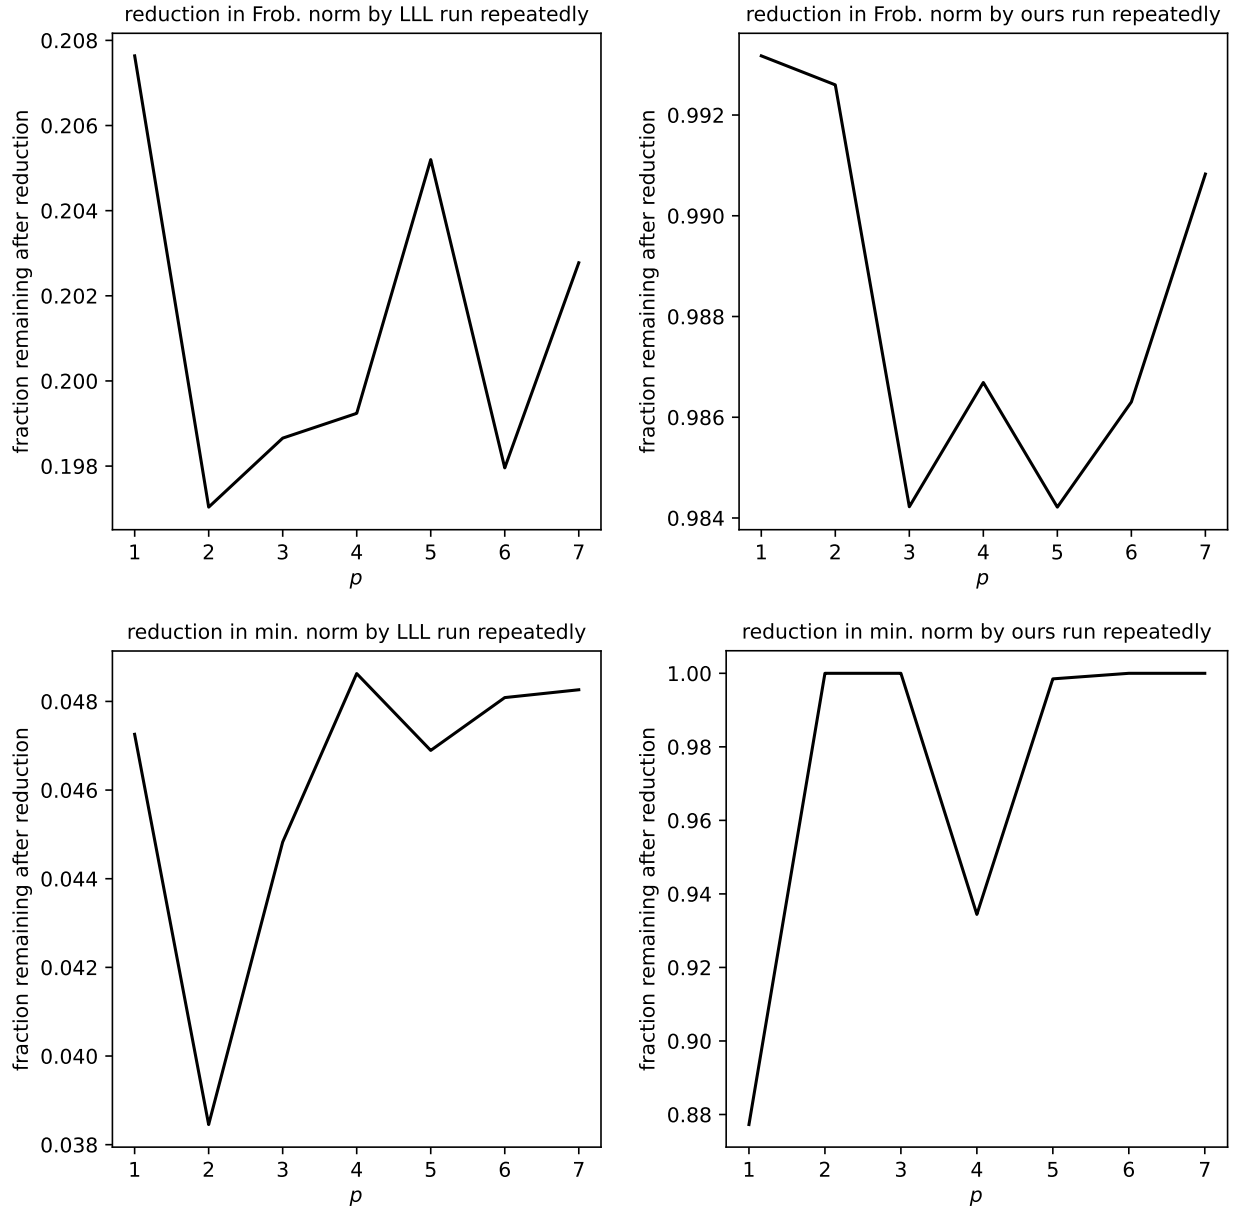 reduction in Frob. norm by LLL run repeatedly
fraction remaining after reduction
0.208
0.206
0.204
0.202
0.200
0.198
1 2 3 4 5 6 7
p
reduction in Frob. norm by ours run repeatedly
fraction remaining after reduction
0.992
0.990
0.988
0.986
0.984
1 2 3 4 5 6 7
p
reduction in min. norm by LLL run repeatedly
fraction remaining after reduction
0.048
0.046
0.044
0.042
0.040
0.038
1 2 3 4 5 6 7
p
reduction in min. norm by ours run repeatedly
fraction remaining after reduction
1.00
0.98
0.96
0.94
0.92
0.90
0.88
1 2 3 4 5 6 7
p